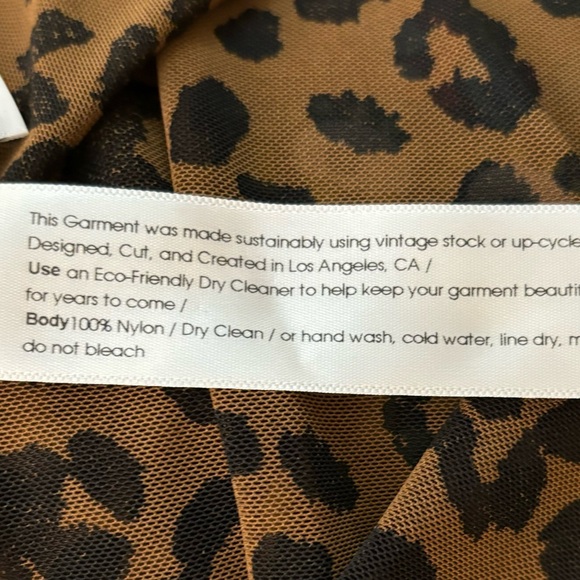 This Garment was made sustainably using vintage stock or up-cycle
Designed, Cut, and Created in Los Angeles, CA /
Use an Eco-Friendly Dry Cleaner to help keep your garment beautif
for years to come /
Body100% Nylon / Dry Clean / or hand wash, cold water, line dry,
do not bleach